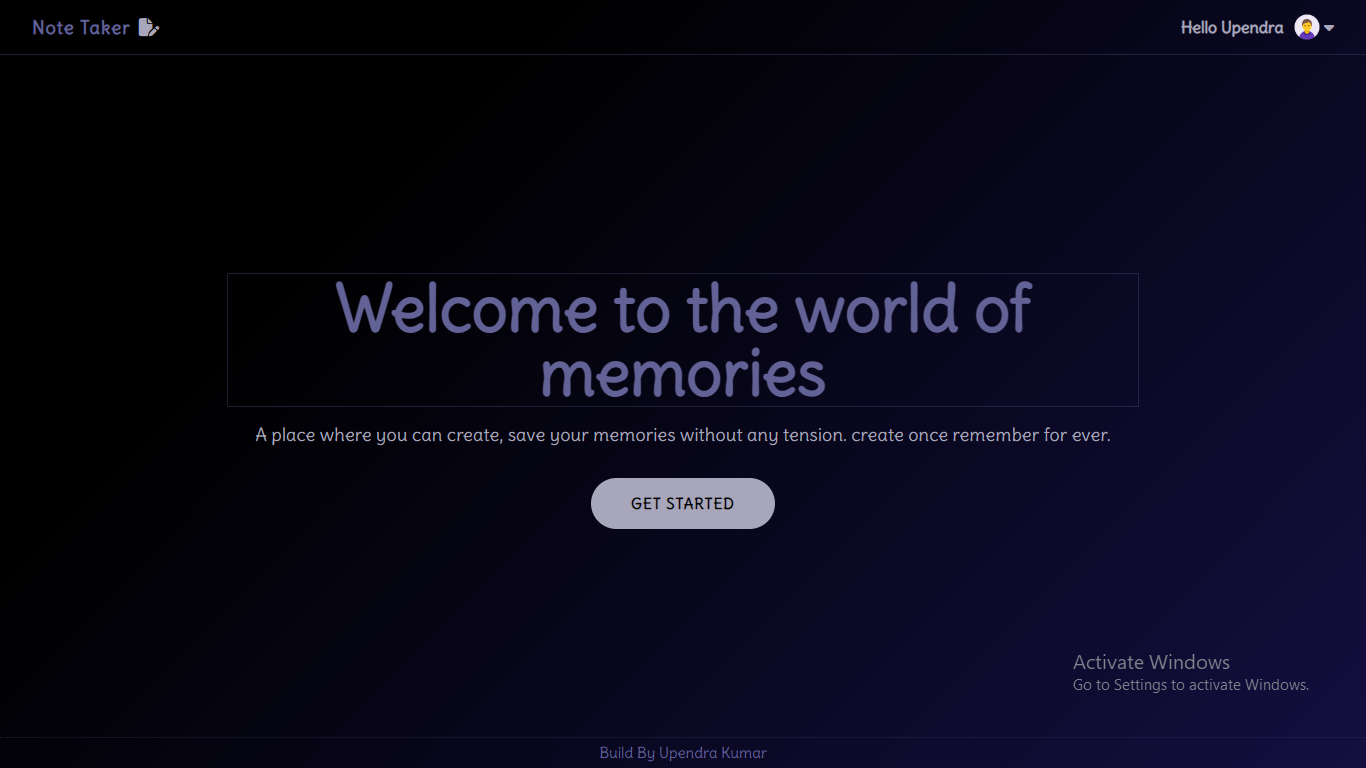 Note Taker
Hello Upendra
Welcome to the world of
memories
A place where you can create, save your memories without any tension. create once remember for ever.
GET STARTED
Activate Windows
Go to Settings to activate Windows.
Build By Upendra Kumar